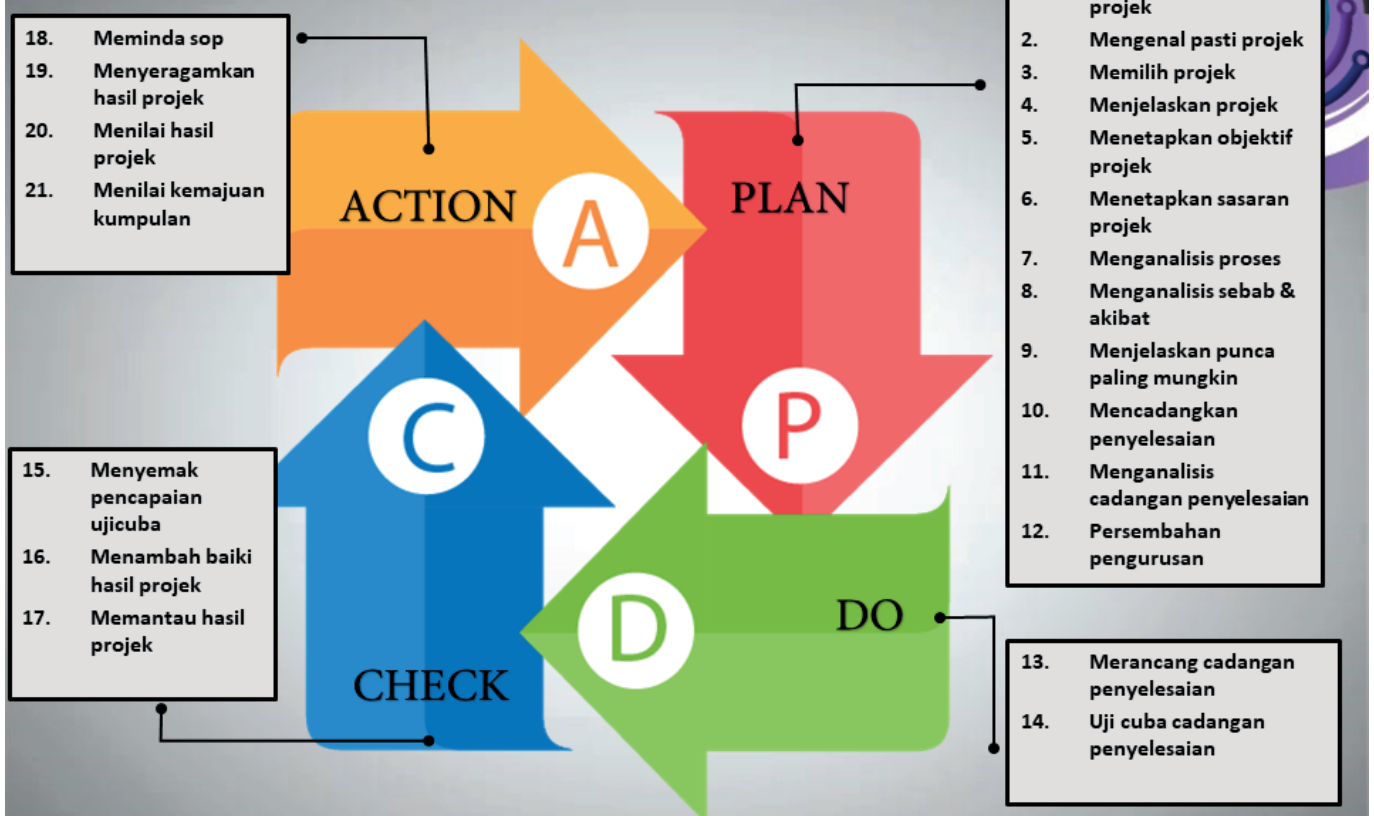 projek
2. Mengenal pasti projek
3. Memilih projek
4. Menjelaskan projek
5. Menetapkan objektif
projek
6. Menetapkan sasaran
projek
7. Menganalisis proses
8. Menganalisis sebab &
akibat
9. Menjelaskan punca
paling mungkin
10. Mencadangkan
penyelesaian
11. Menganalisis
cadangan penyelesaian
12. Persembahan
pengurusan
PLAN
P
13. Merancang cadangan
penyelesaian
14. Uji cuba cadangan
penyelesaian
DO
D
15. Menyemak
pencapaian
ujicuba
16. Menambah baiki
hasil projek
17. Memantau hasil
projek
CHECK
C
18. Meminda sop
19. Menyeragamkan
hasil projek
20. Menilai hasil
projek
21. Menilai kemajuan
kumpulan
ACTION
A